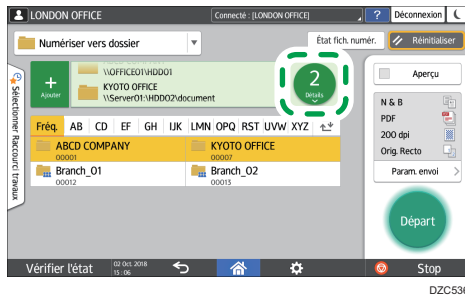 LONDON OFFICE
Connecté : [LONDON OFFICE]
?
Déconnexion
Numériser vers dossier
État fich. numér.
Réinitialiser
Sélectionner Raccourci travaux
+
Ajouter
\\OFFICE01\HDD01
KYOTO OFFICE
\\Server01:\HDD02\document
2
Détails
Aperçu
N & B
PDF
200 dpi
Orig. Recto
Param. envoi
Fréq. AB CD EF GH IJK LMN OPQ RST UVW XYZ
ABCD COMPANY
00001
KYOTO OFFICE
00007
Branch_01
00012
Branch_02
00013
Départ
Vérifier l'état
02 Oct. 2018
15 : 06
Stop
DZC536